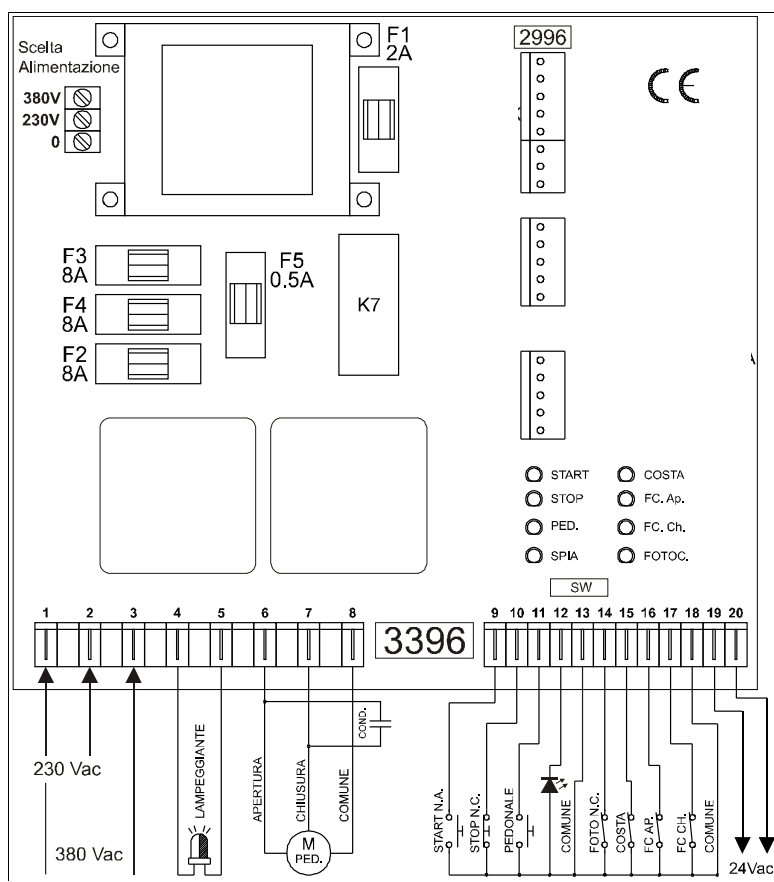 Scelta
Alimentazione
380V
230V
0
F1
2A
2996
CE
F3
8A
F4
8A
F2
8A
F5
0.5A
K7
START
STOP
PED.
SPIA
COSTA
FC. Ap.
FC. Ch.
FOTOC.
SW
1 2 3 4 5 6 7 8
3396
9 10 11 12 13 14 15 16 17 18 19 20
230 Vac
380 Vac
LAMPEGGIANTE
APERTURA
CHIUSURA
COMUNE
COND.
M
PED.
START N.A.
STOP N.C.
PEDONALE
COMUNE
FOTO N.C.
COSTA
FC AP.
FC CH.
COMUNE
24Vac